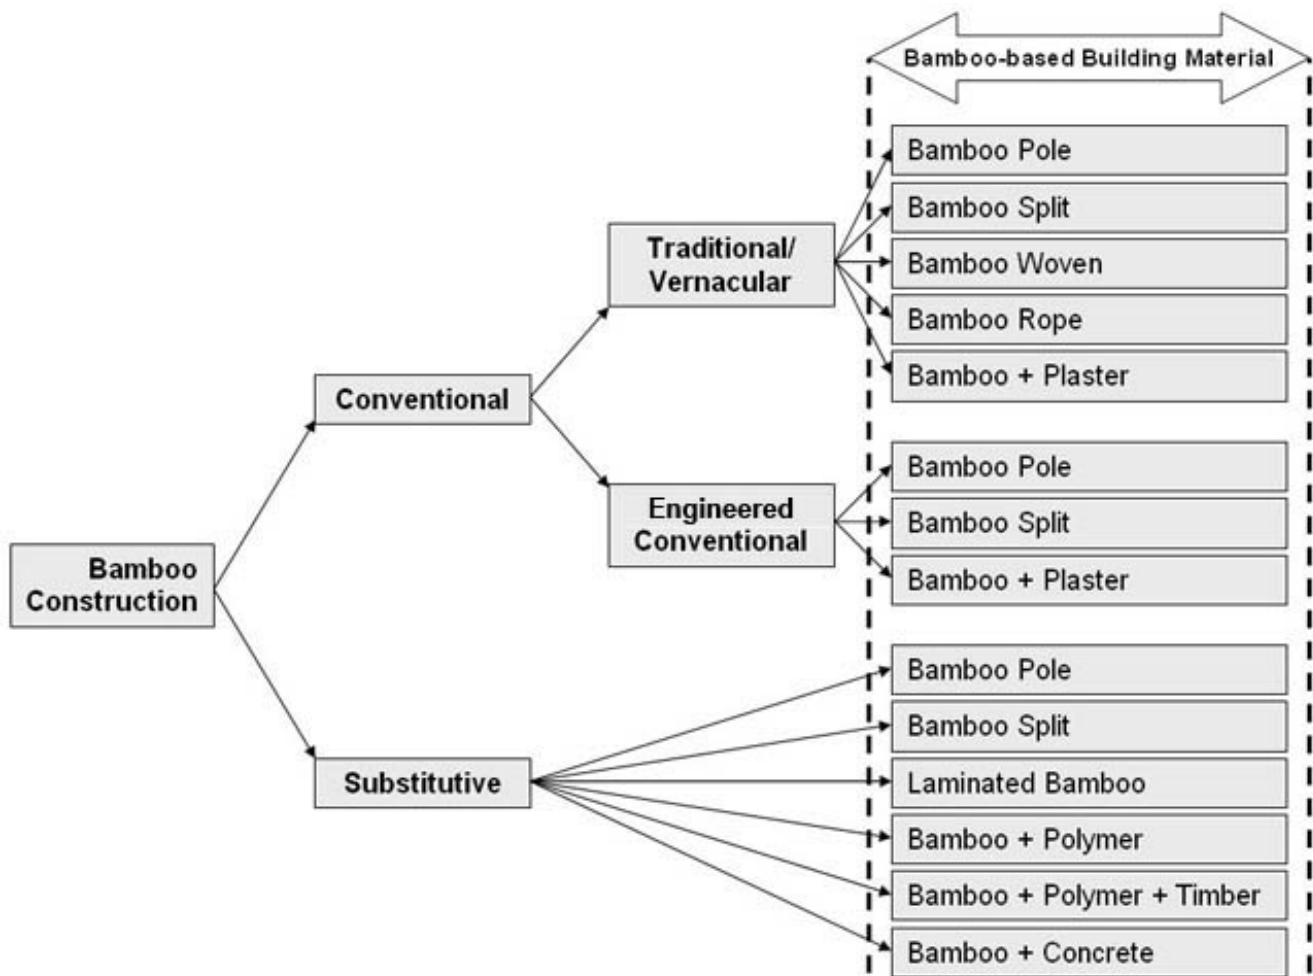 Bamboo-based Building Material
Bamboo Pole
Bamboo Split
Traditional/
Vernacular
Bamboo Woven
Bamboo Rope
Bamboo + Plaster
Conventional
Bamboo Pole
Engineered
Conventional
Bamboo Split
Bamboo + Plaster
Bamboo
Construction
Bamboo Pole
Bamboo Split
Substitutive
Laminated Bamboo
Bamboo + Polymer
Bamboo + Polymer + Timber
Bamboo + Concrete